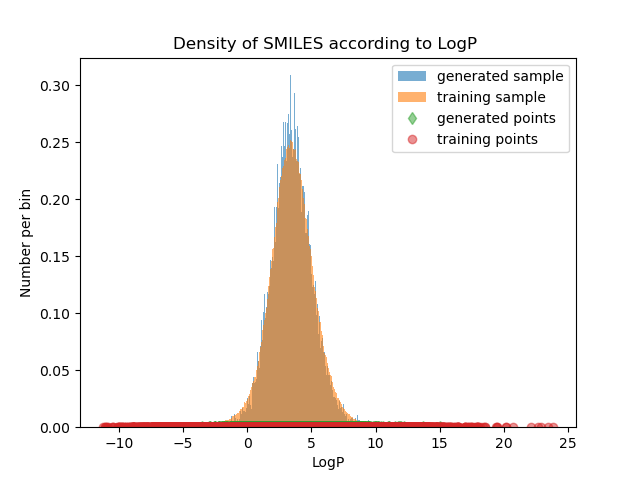 Density of SMILES according to LogP
generated sample
training sample
generated points
training points
Number per bin
0.30
0.25
0.20
0.15
0.10
0.05
0.00
−10
−5
0
5
10
15
20
25
LogP